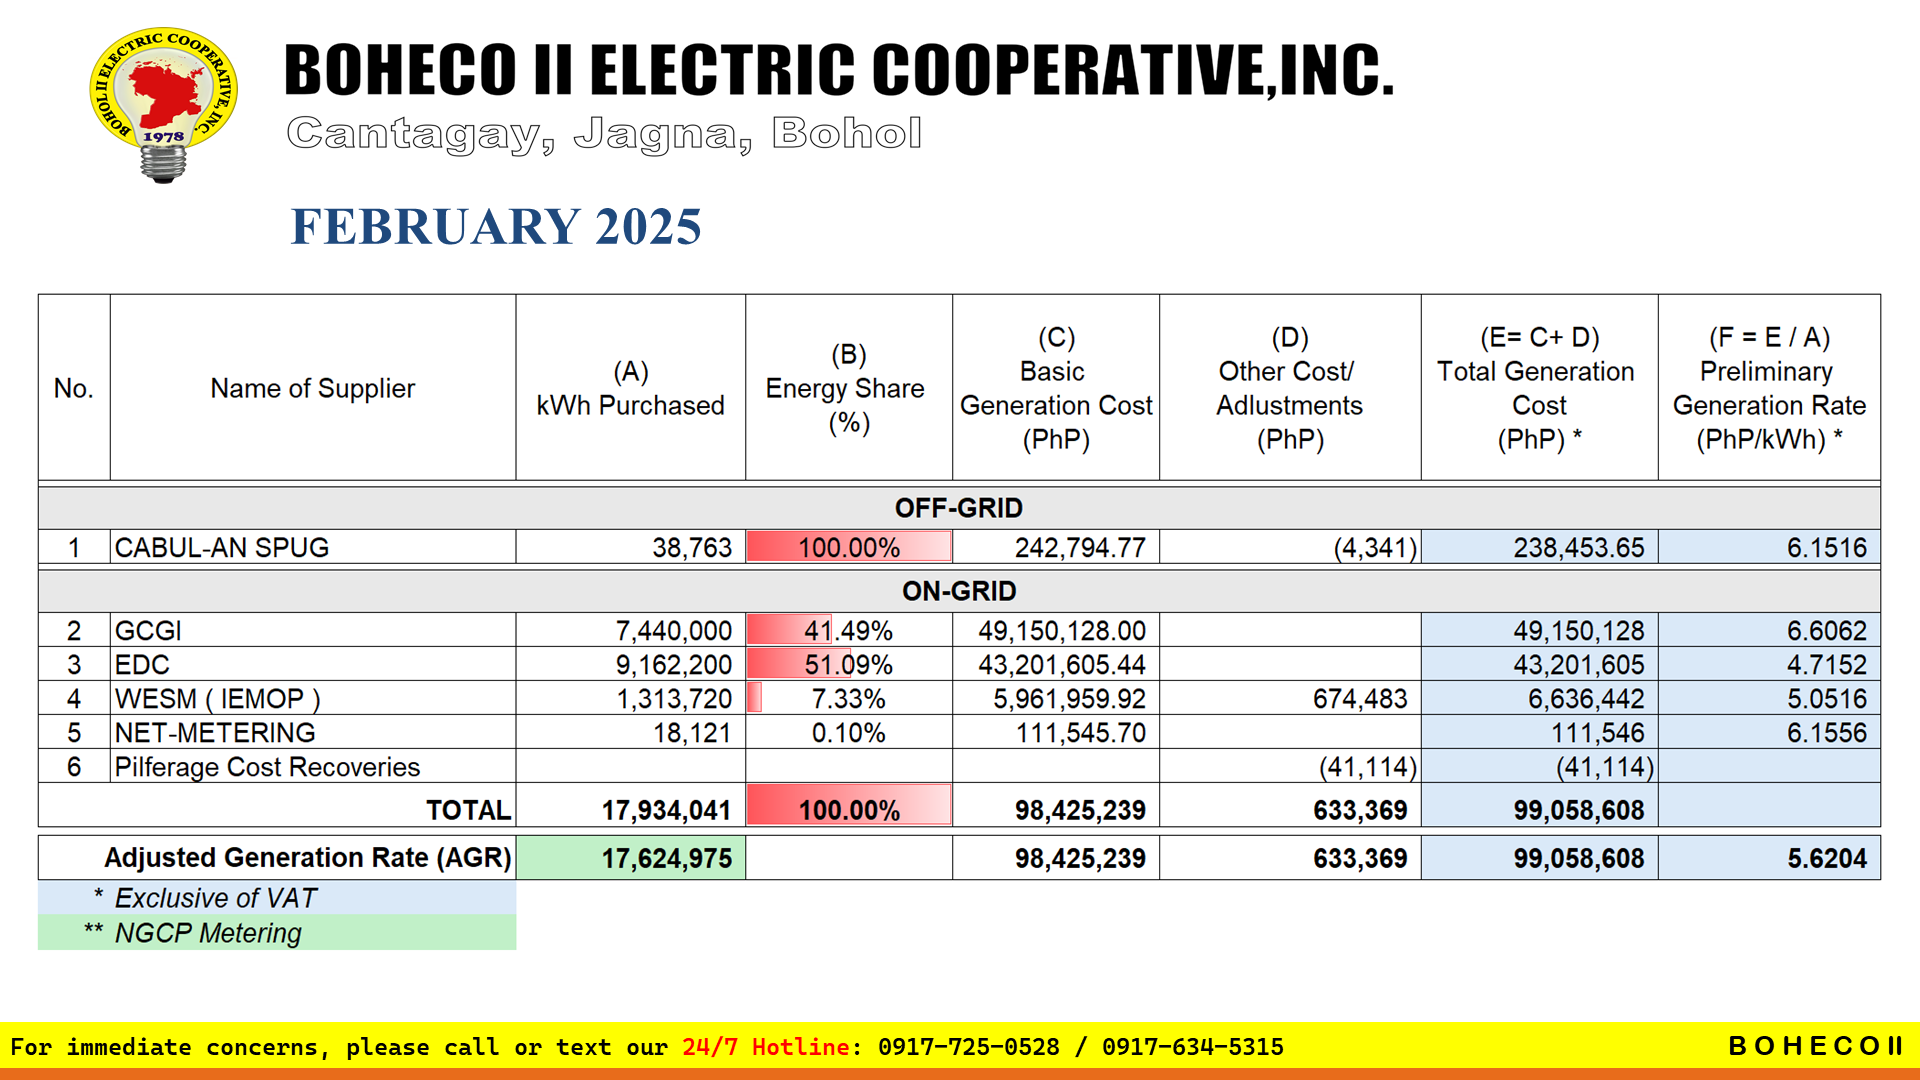 BOHOL II ELECTRIC COOPERATIVE, INC.
1978
BOHECO II ELECTRIC COOPERATIVE,INC.
Cantagay, Jagna, Bohol
FEBRUARY 2025
No. Name of Supplier (A) kWh Purchased (B) Energy Share (%) (C) Basic Generation Cost (PhP) (D) Other Cost/ Adlustments (PhP) (E= C+ D) Total Generation Cost (PhP) * (F = E / A) Preliminary Generation Rate (PhP/kWh) *
OFF-GRID
1 CABUL-AN SPUG 38,763 100.00% 242,794.77 (4,341) 238,453.65 6.1516
ON-GRID
2 GCGI 7,440,000 41.49% 49,150,128.00 49,150,128 6.6062
3 EDC 9,162,200 51.09% 43,201,605.44 43,201,605 4.7152
4 WESM ( IEMOP ) 1,313,720 7.33% 5,961,959.92 674,483 6,636,442 5.0516
5 NET-METERING 18,121 0.10% 111,545.70 111,546 6.1556
6 Pilferage Cost Recoveries (41,114) (41,114)
TOTAL 17,934,041 100.00% 98,425,239 633,369 99,058,608
Adjusted Generation Rate (AGR) 17,624,975 98,425,239 633,369 99,058,608 5.6204
* Exclusive of VAT
** NGCP Metering
For immediate concerns, please call or text our 24/7 Hotline: 0917-725-0528 / 0917-634-5315 BOHECO II